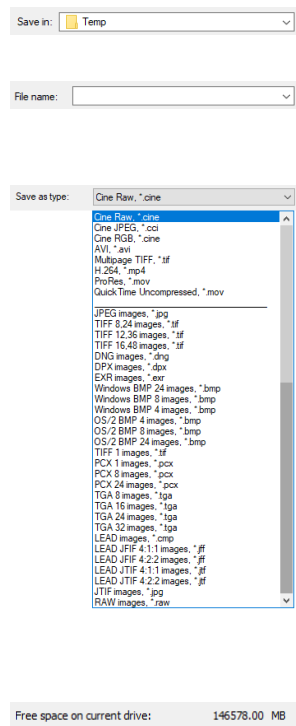 Save in: Temp
File name:
Save as type: Cine Raw, *.cine
Cine Raw, *.cine
Cine JPEG, *.cci
Cine RGB, *.cine
AVI, *.avi
Multipage TIFF, *.tif
H.264, *.mp4
ProRes, *.mov
QuickTime Uncompressed, *.mov
JPEG images, *.jpg
TIFF 8,24 images, *.tif
TIFF 12,36 images, *.tif
TIFF 16,48 images, *.tif
DNG images, *.dng
DPX images, *.dpx
EXR images, *.exr
Windows BMP 24 images, *.bmp
Windows BMP 8 images, *.bmp
Windows BMP 4 images, *.bmp
OS/2 BMP 4 images, *.bmp
OS/2 BMP 8 images, *.bmp
OS/2 BMP 24 images, *.bmp
TIFF 1 images, *.tif
PCX 1 images, *.pcx
PCX 8 images, *.pcx
PCX 24 images, *.pcx
TGA 8 images, *.tga
TGA 16 images, *.tga
TGA 24 images, *.tga
TGA 32 images, *.tga
LEAD images, *.cmp
LEAD JFIF 4:1:1 images, *.jff
LEAD JFIF 4:2:2 images, *.jff
LEAD JTIF 4:1:1 images, *.jtf
LEAD JTIF 4:2:2 images, *.jtf
JTIF images, *.jpg
RAW images, *.raw
Free space on current drive: 146578.00 MB